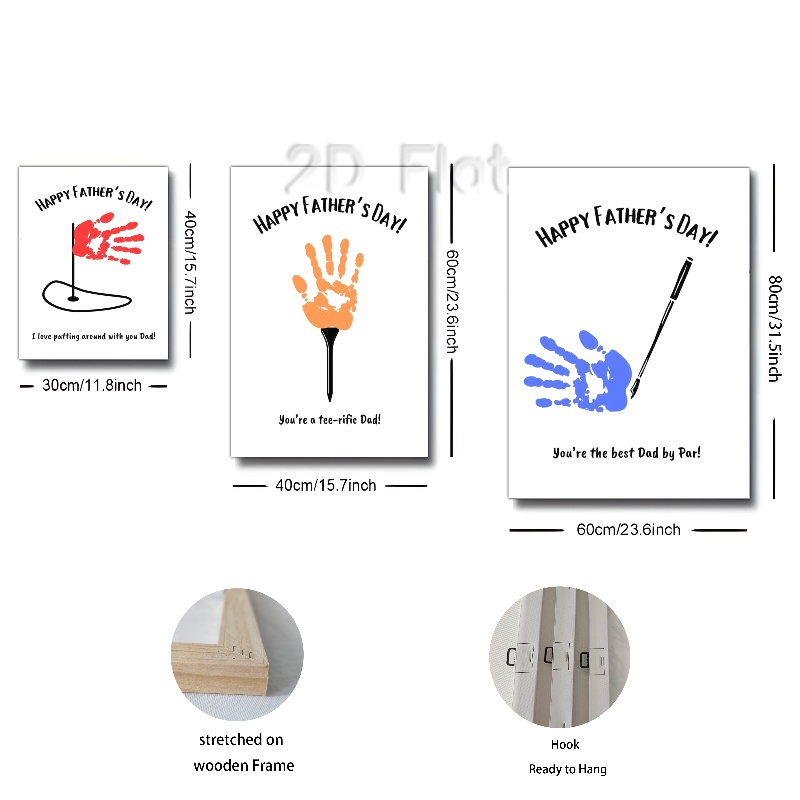 2D Flat
HAPPY FATHER'S DAY!
I love putting around with you Dad!
40cm/15.7inch
30cm/11.8inch
HAPPY FATHER'S DAY!
You're a tee-rific Dad!
60cm/23.6inch
40cm/15.7inch
HAPPY FATHER'S DAY!
You're the best Dad by Par!
80cm/31.5inch
60cm/23.6inch
stretched on
wooden Frame
Hook
Ready to Hang